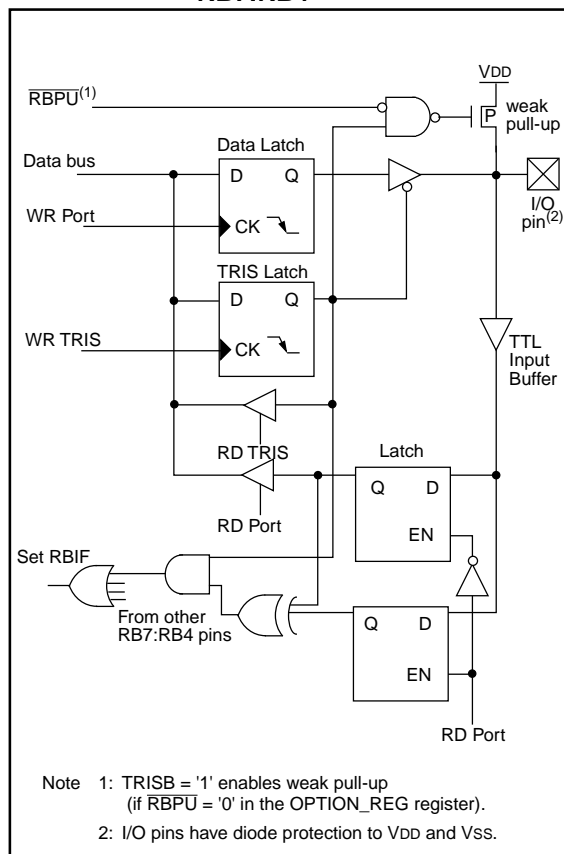 VDD
RBPU(1)
P
weak
pull-up
Data Latch
Data bus
D Q
WR Port
CK
I/O
pin(2)
TRIS Latch
D Q
WR TRIS
CK
TTL
Input
Buffer
RD TRIS
Latch
Q D
RD Port
EN
Set RBIF
From other
RB7:RB4 pins
Q D
EN
RD Port
Note 1: TRISB = '1' enables weak pull-up
(if RBPU = '0' in the OPTION_REG register).
2: I/O pins have diode protection to VDD and VSS.